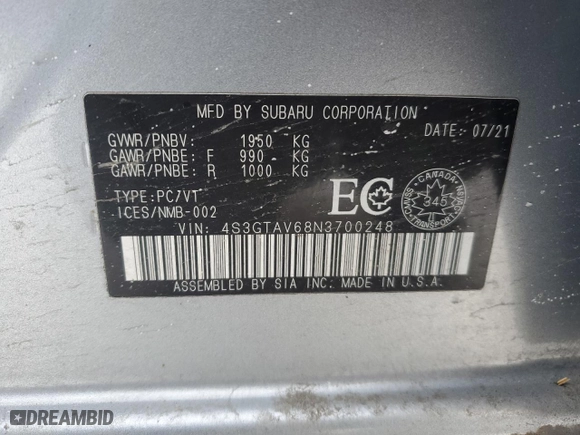 MFD BY SUBARU CORPORATION
GVWR/PNBV: 1950 KG DATE: 07/21
GAWR/PNBE: F 990 KG
GAWR/PNBE: R 1000 KG
TYPE: PC/VT
ICES/NMB-002
EC
CANADA
345
TRANSPORT
VIN: 4S3GTAV68N3700248
ASSEMBLED BY SIA INC. MADE IN U.S.A.
DREAMBID